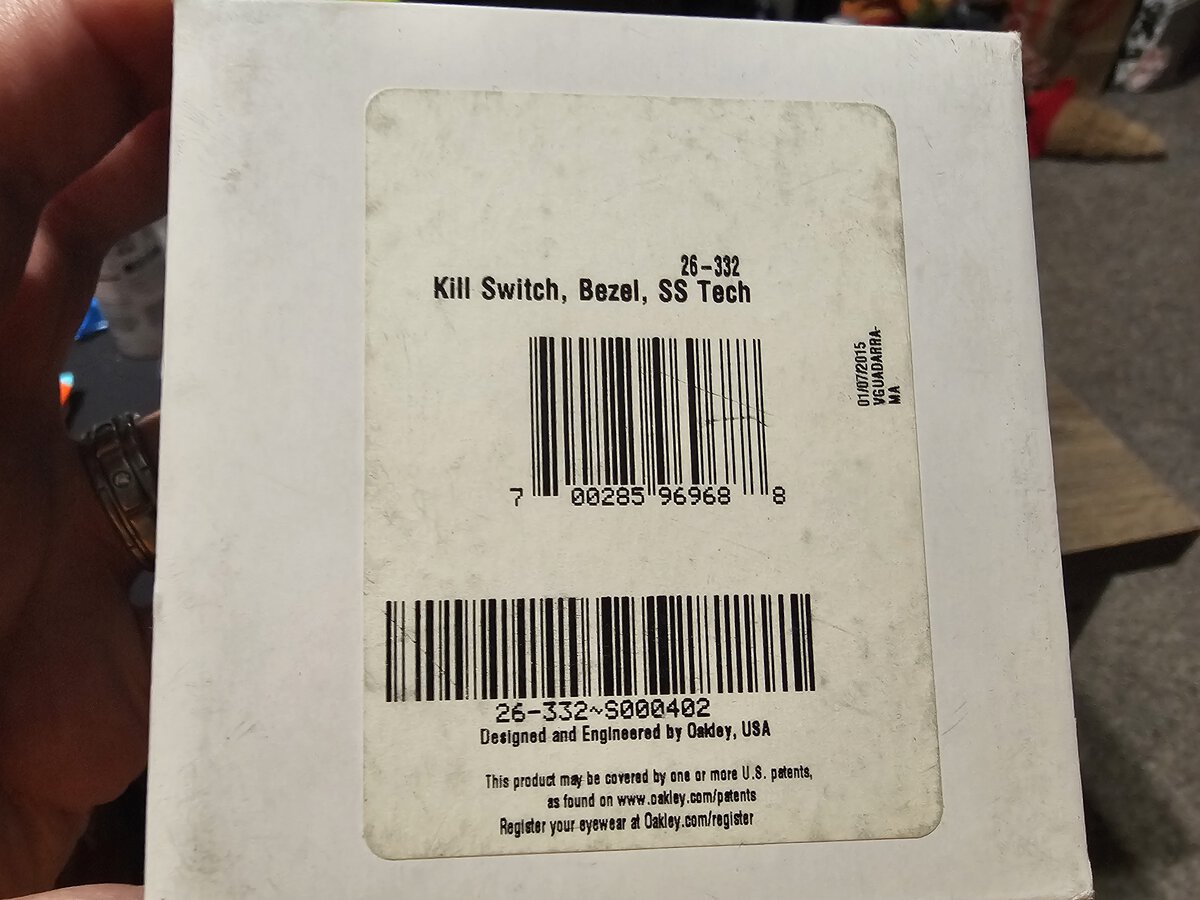 26-332
Kill Switch, Bezel, SS Tech
01/07/2015
VGUADARRA-
MA
7 00285 96968 8
26-332~S000402
Designed and Engineered by Oakley, USA
This product may be covered by one or more U.S. patents,
as found on www.oakley.com/patents
Register your eyewear at Oakley.com/register